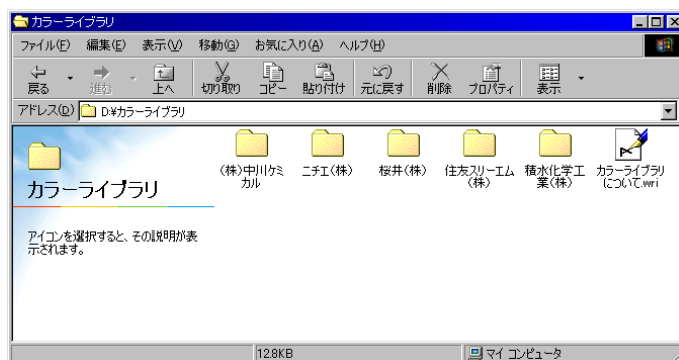 カラーライブラリ
ファイル(F) 編集(E) 表示(V) 移動(G) お気に入り(A) ヘルプ(H)
戻る 進む 上へ 切り取り コピー 貼り付け 元に戻す 削除 プロパティ 表示
アドレス(D) D:¥カラーライブラリ
カラーライブラリ
アイコンを選択すると、その説明が表
示されます。
(株)中川ケミ
カル
ニチエ(株)
桜井(株)
住友スリーエム
(株)
積水化学工
業(株)
カラーライブラリ
について.wri
12.8KB マイ コンピュータ